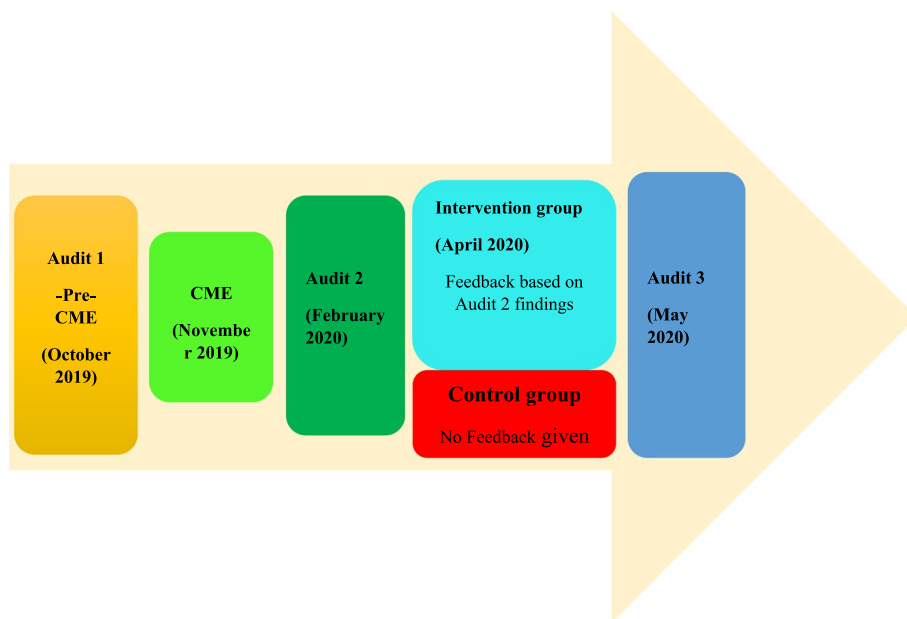 Audit 1
-Pre-
CME
(October
2019)
CME
(Novembe
r 2019)
Audit 2
(February
2020)
Intervention group
(April 2020)
Feedback based on
Audit 2 findings
Control group
No Feedback given
Audit 3
(May
2020)